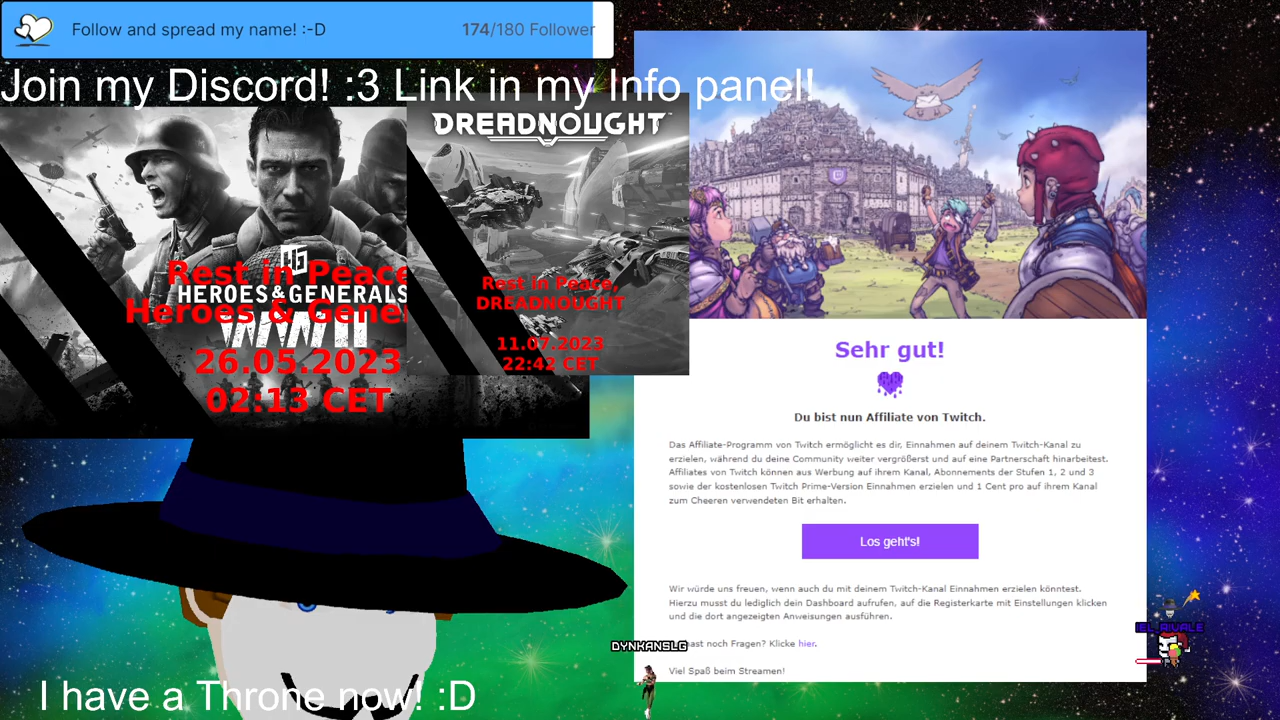 Follow and spread my name! :-D
174/180 Follower
Join my Discord! :3 Link in my Info panel!
DREADNOUGHT
Rest in Peace
HEROES & GENERALS
Heroes & Gene
WWII
26.05.2023
02:13 CET
Rest in Peace,
DREADNOUGHT
11.07.2023
22:42 CET
Sehr gut!
Du bist nun Affiliate von Twitch.
Das Affiliate-Programm von Twitch ermöglicht es dir, Einnahmen auf deinem Twitch-Kanal zu
erzielen, während du deine Community weiter vergrößerst und auf eine Partnerschaft hinarbeitest.
Affiliates von Twitch können aus Werbung auf ihrem Kanal, Abonnements der Stufen 1, 2 und 3
sowie der kostenlosen Twitch Prime-Version Einnahmen erzielen und 1 Cent pro auf ihrem Kanal
zum Cheeren verwendeten Bit erhalten.
Los geht's!
Wir würde uns freuen, wenn auch du mit deinem Twitch-Kanal Einnahmen erzielen könntest.
Hierzu musst du lediglich dein Dashboard aufrufen, auf die Registerkarte mit Einstellungen klicken
und die dort angezeigten Anweisungen ausführen.
noch Fragen? Klicke hier.
Viel Spaß beim Streamen!
DYNKANSLG
I have a Throne now! :D